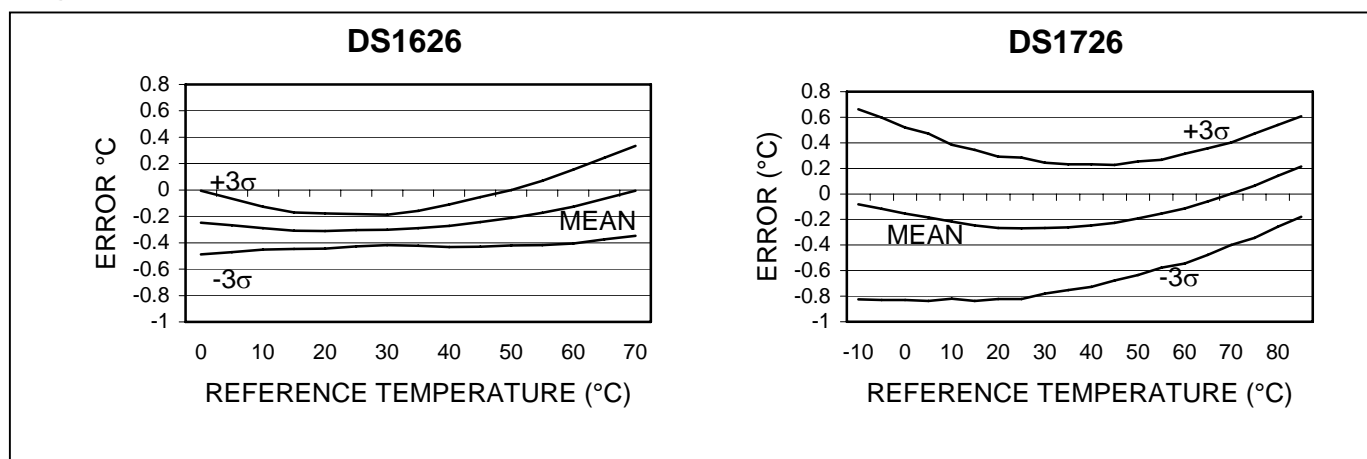 DS1626
0.8
0.6
0.4
0.2
0
-0.2
-0.4
-0.6
-0.8
-1
ERROR °C
+3σ
MEAN
-3σ
0 10 20 30 40 50 60 70
REFERENCE TEMPERATURE (°C)
DS1726
0.8
0.6
0.4
0.2
0
-0.2
-0.4
-0.6
-0.8
-1
ERROR (°C)
+3σ
MEAN
-3σ
-10 0 10 20 30 40 50 60 70 80
REFERENCE TEMPERATURE (°C)